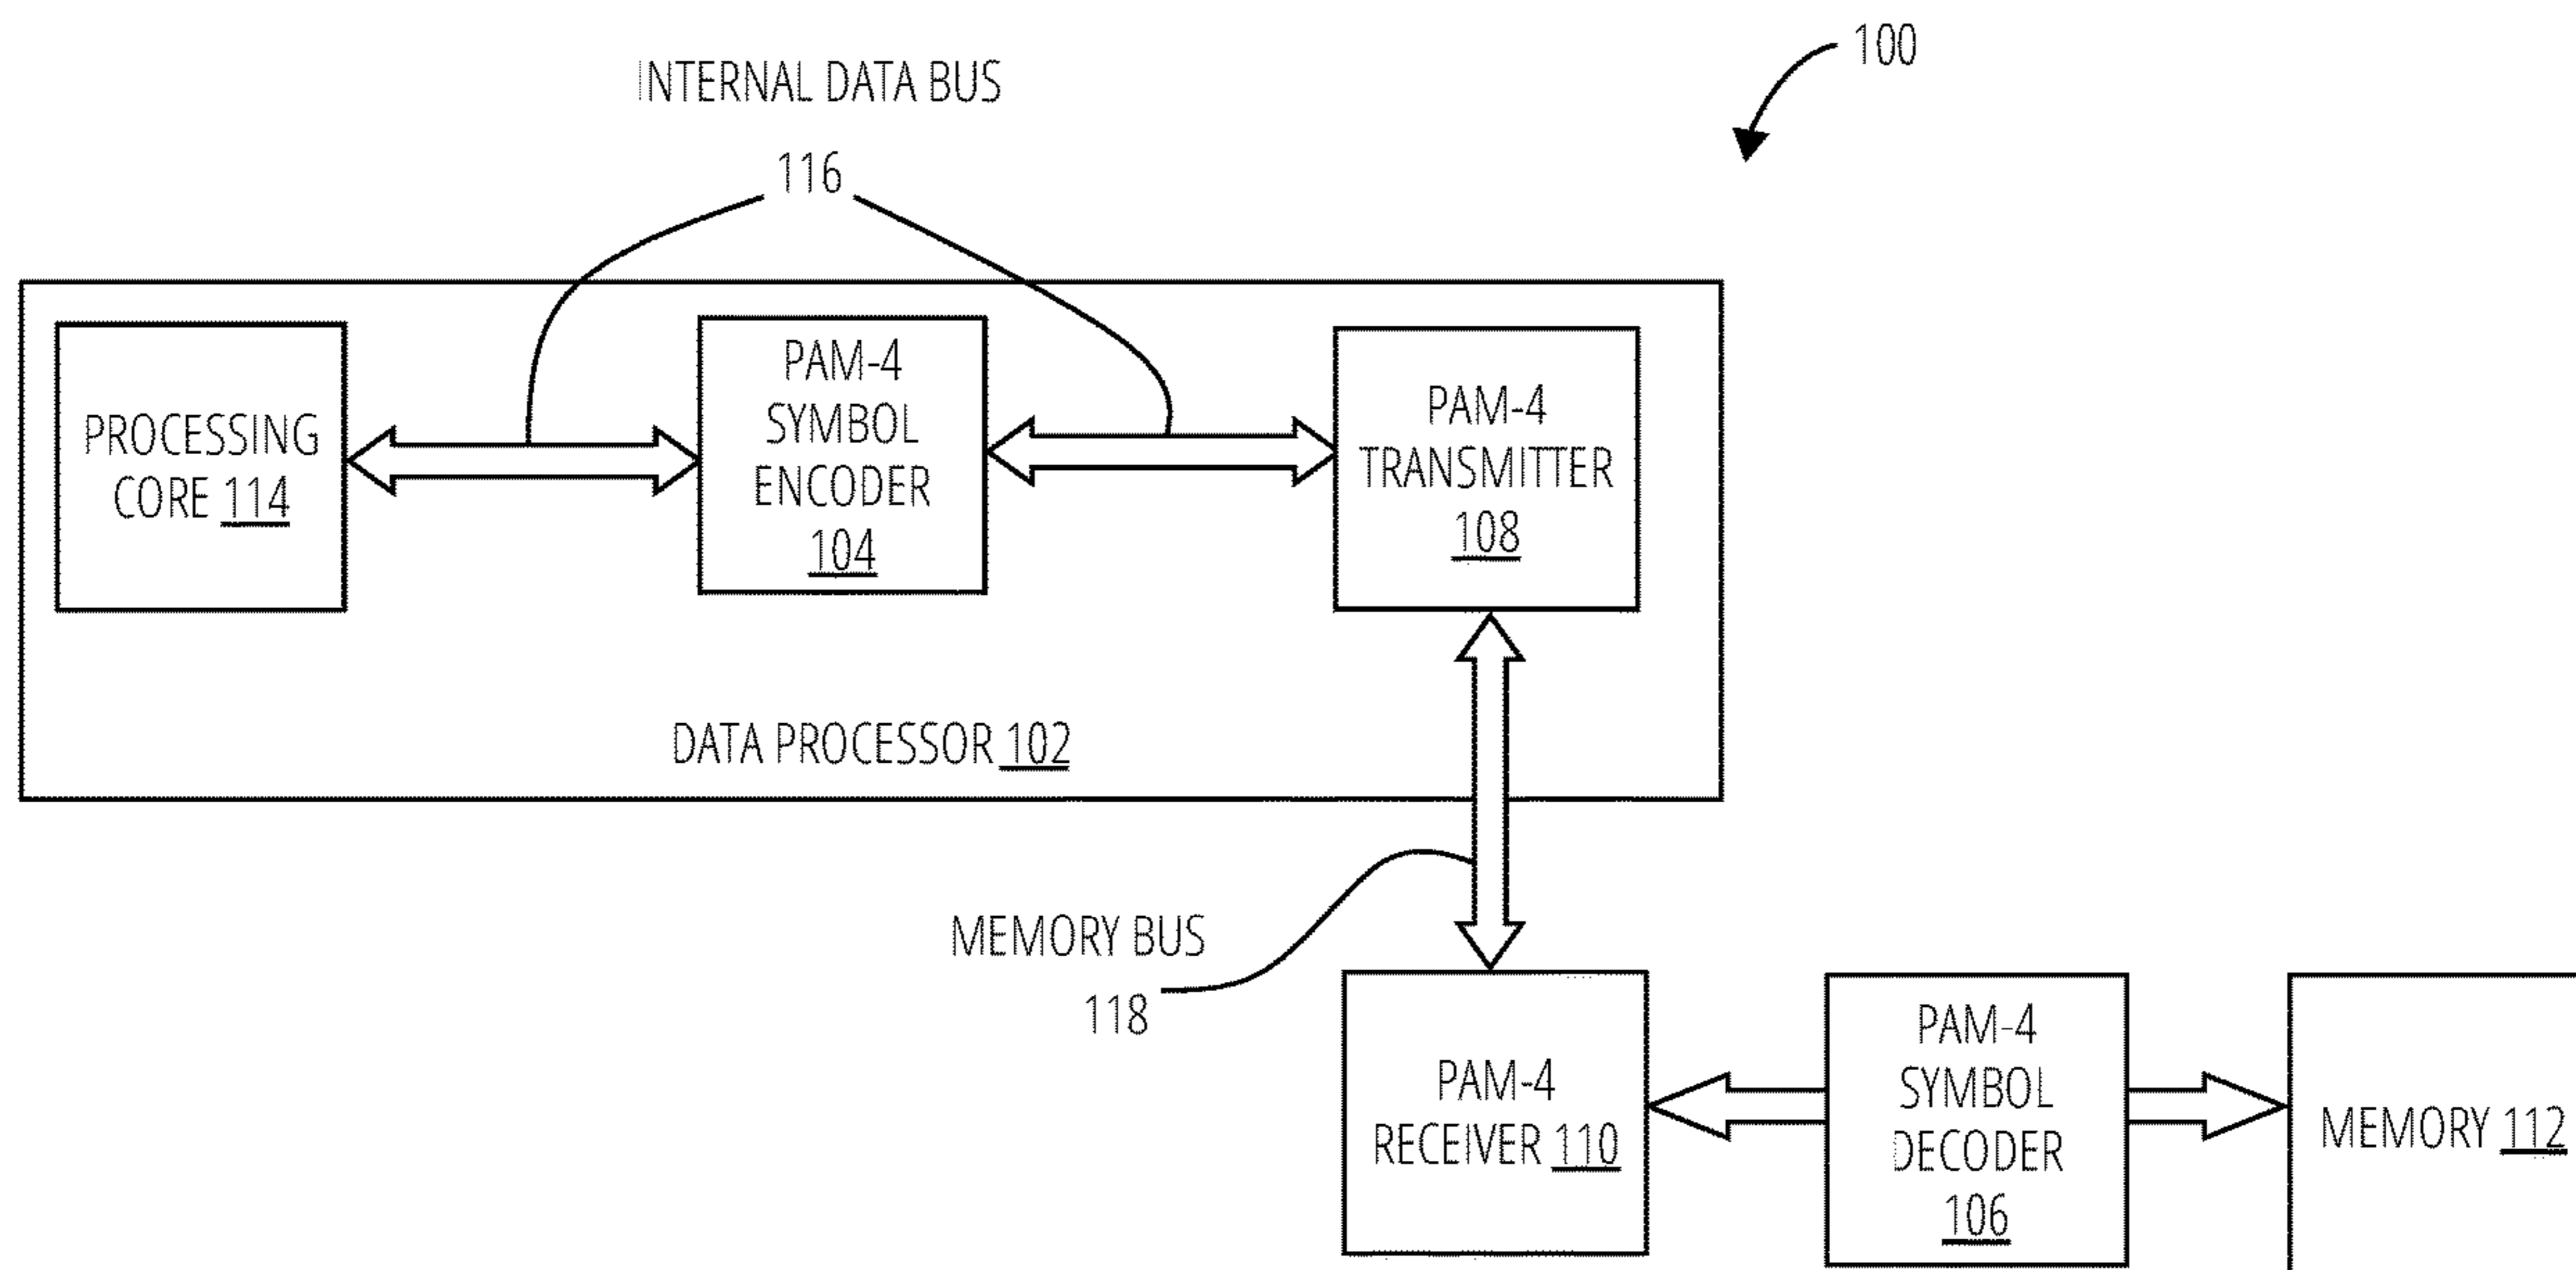 100
INTERNAL DATA BUS
116
PROCESSING
CORE 114
PAM-4
SYMBOL
ENCODER
104
PAM-4
TRANSMITTER
108
DATA PROCESSOR 102
MEMORY BUS
118
PAM-4
RECEIVER 110
PAM-4
SYMBOL
DECODER
106
MEMORY 112